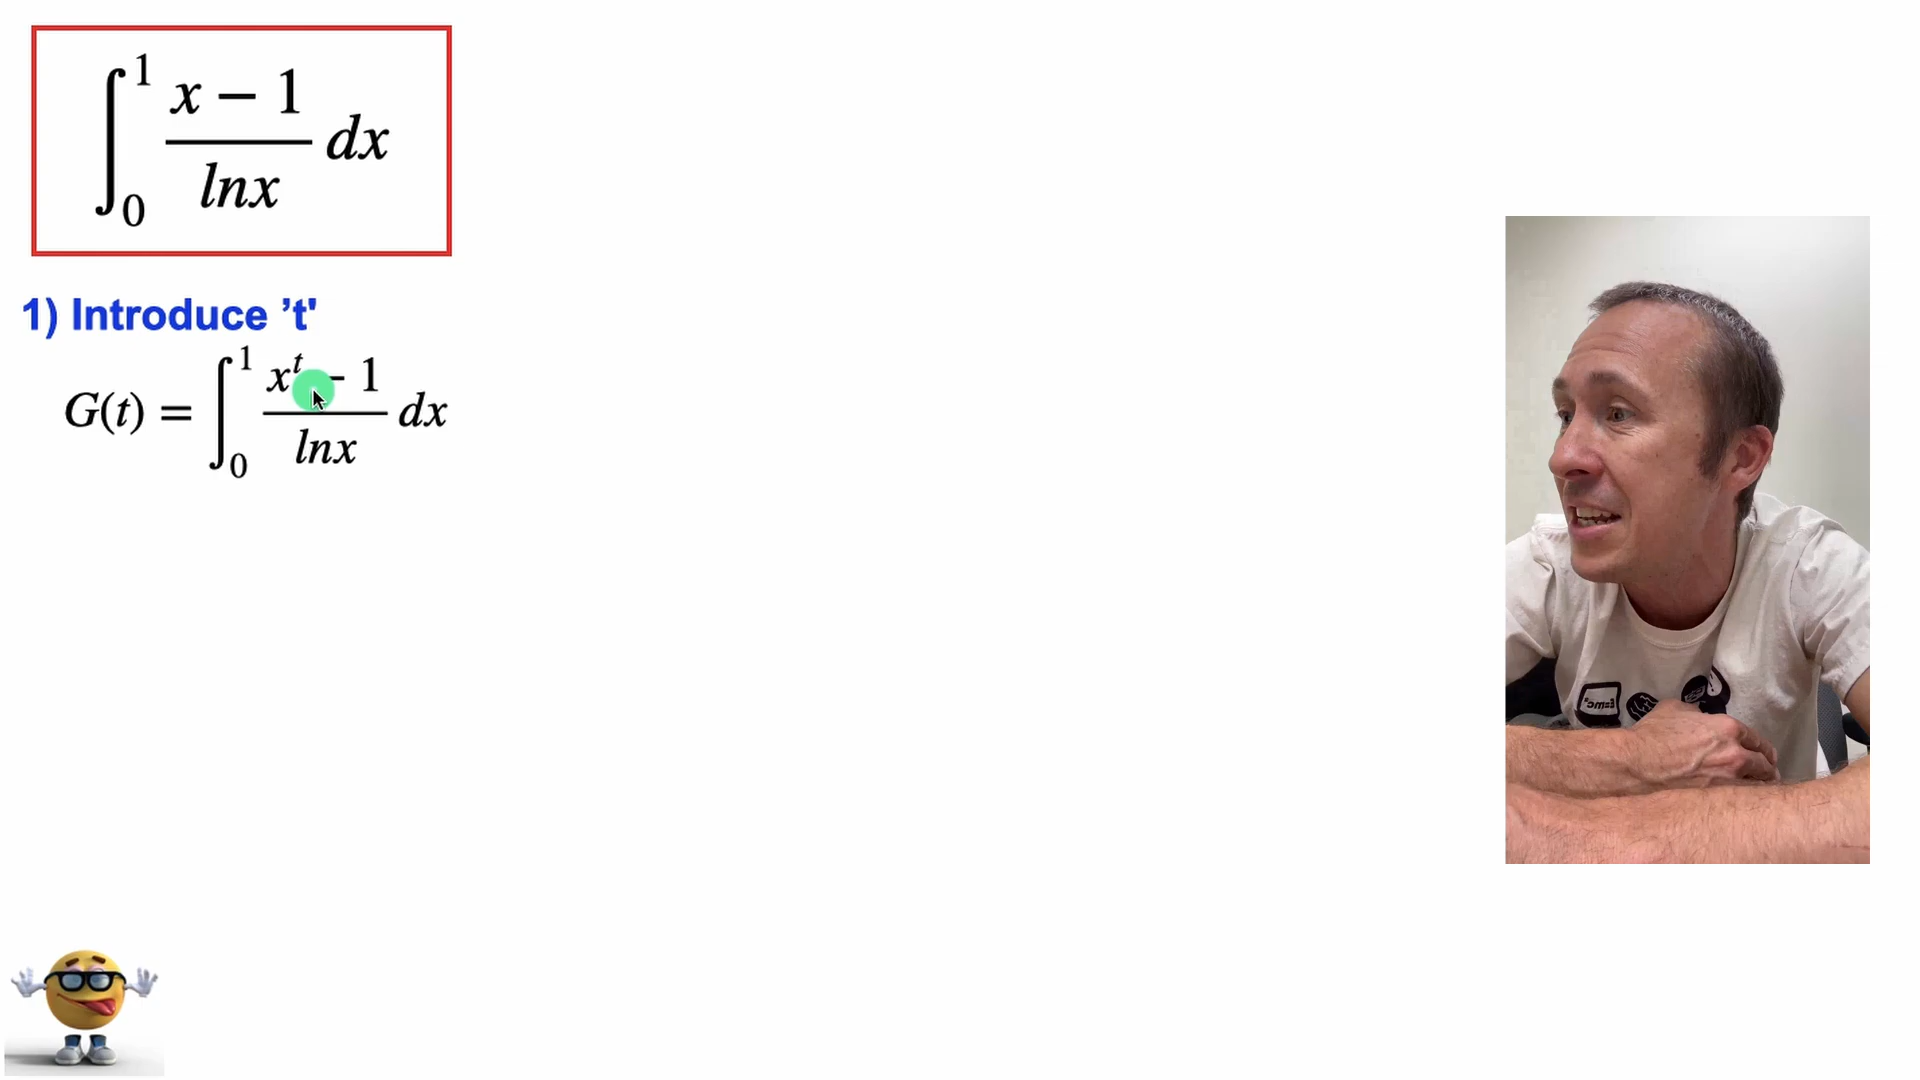 ∫₀¹ (x − 1)/(lnx) dx
1) Introduce ’t'
G(t) = ∫₀¹ (xᵗ − 1)/(lnx) dx